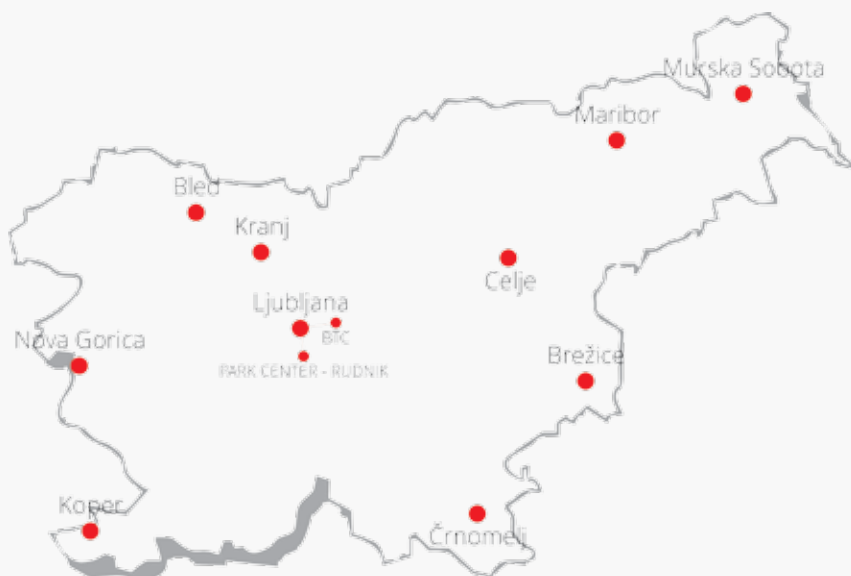 Murska Sobota
Maribor
Bled
Kranj
Celje
Ljubljana
BTC
Nova Gorica
PARK CENTER - RUDNIK
Brežice
Koper
Črnomelj